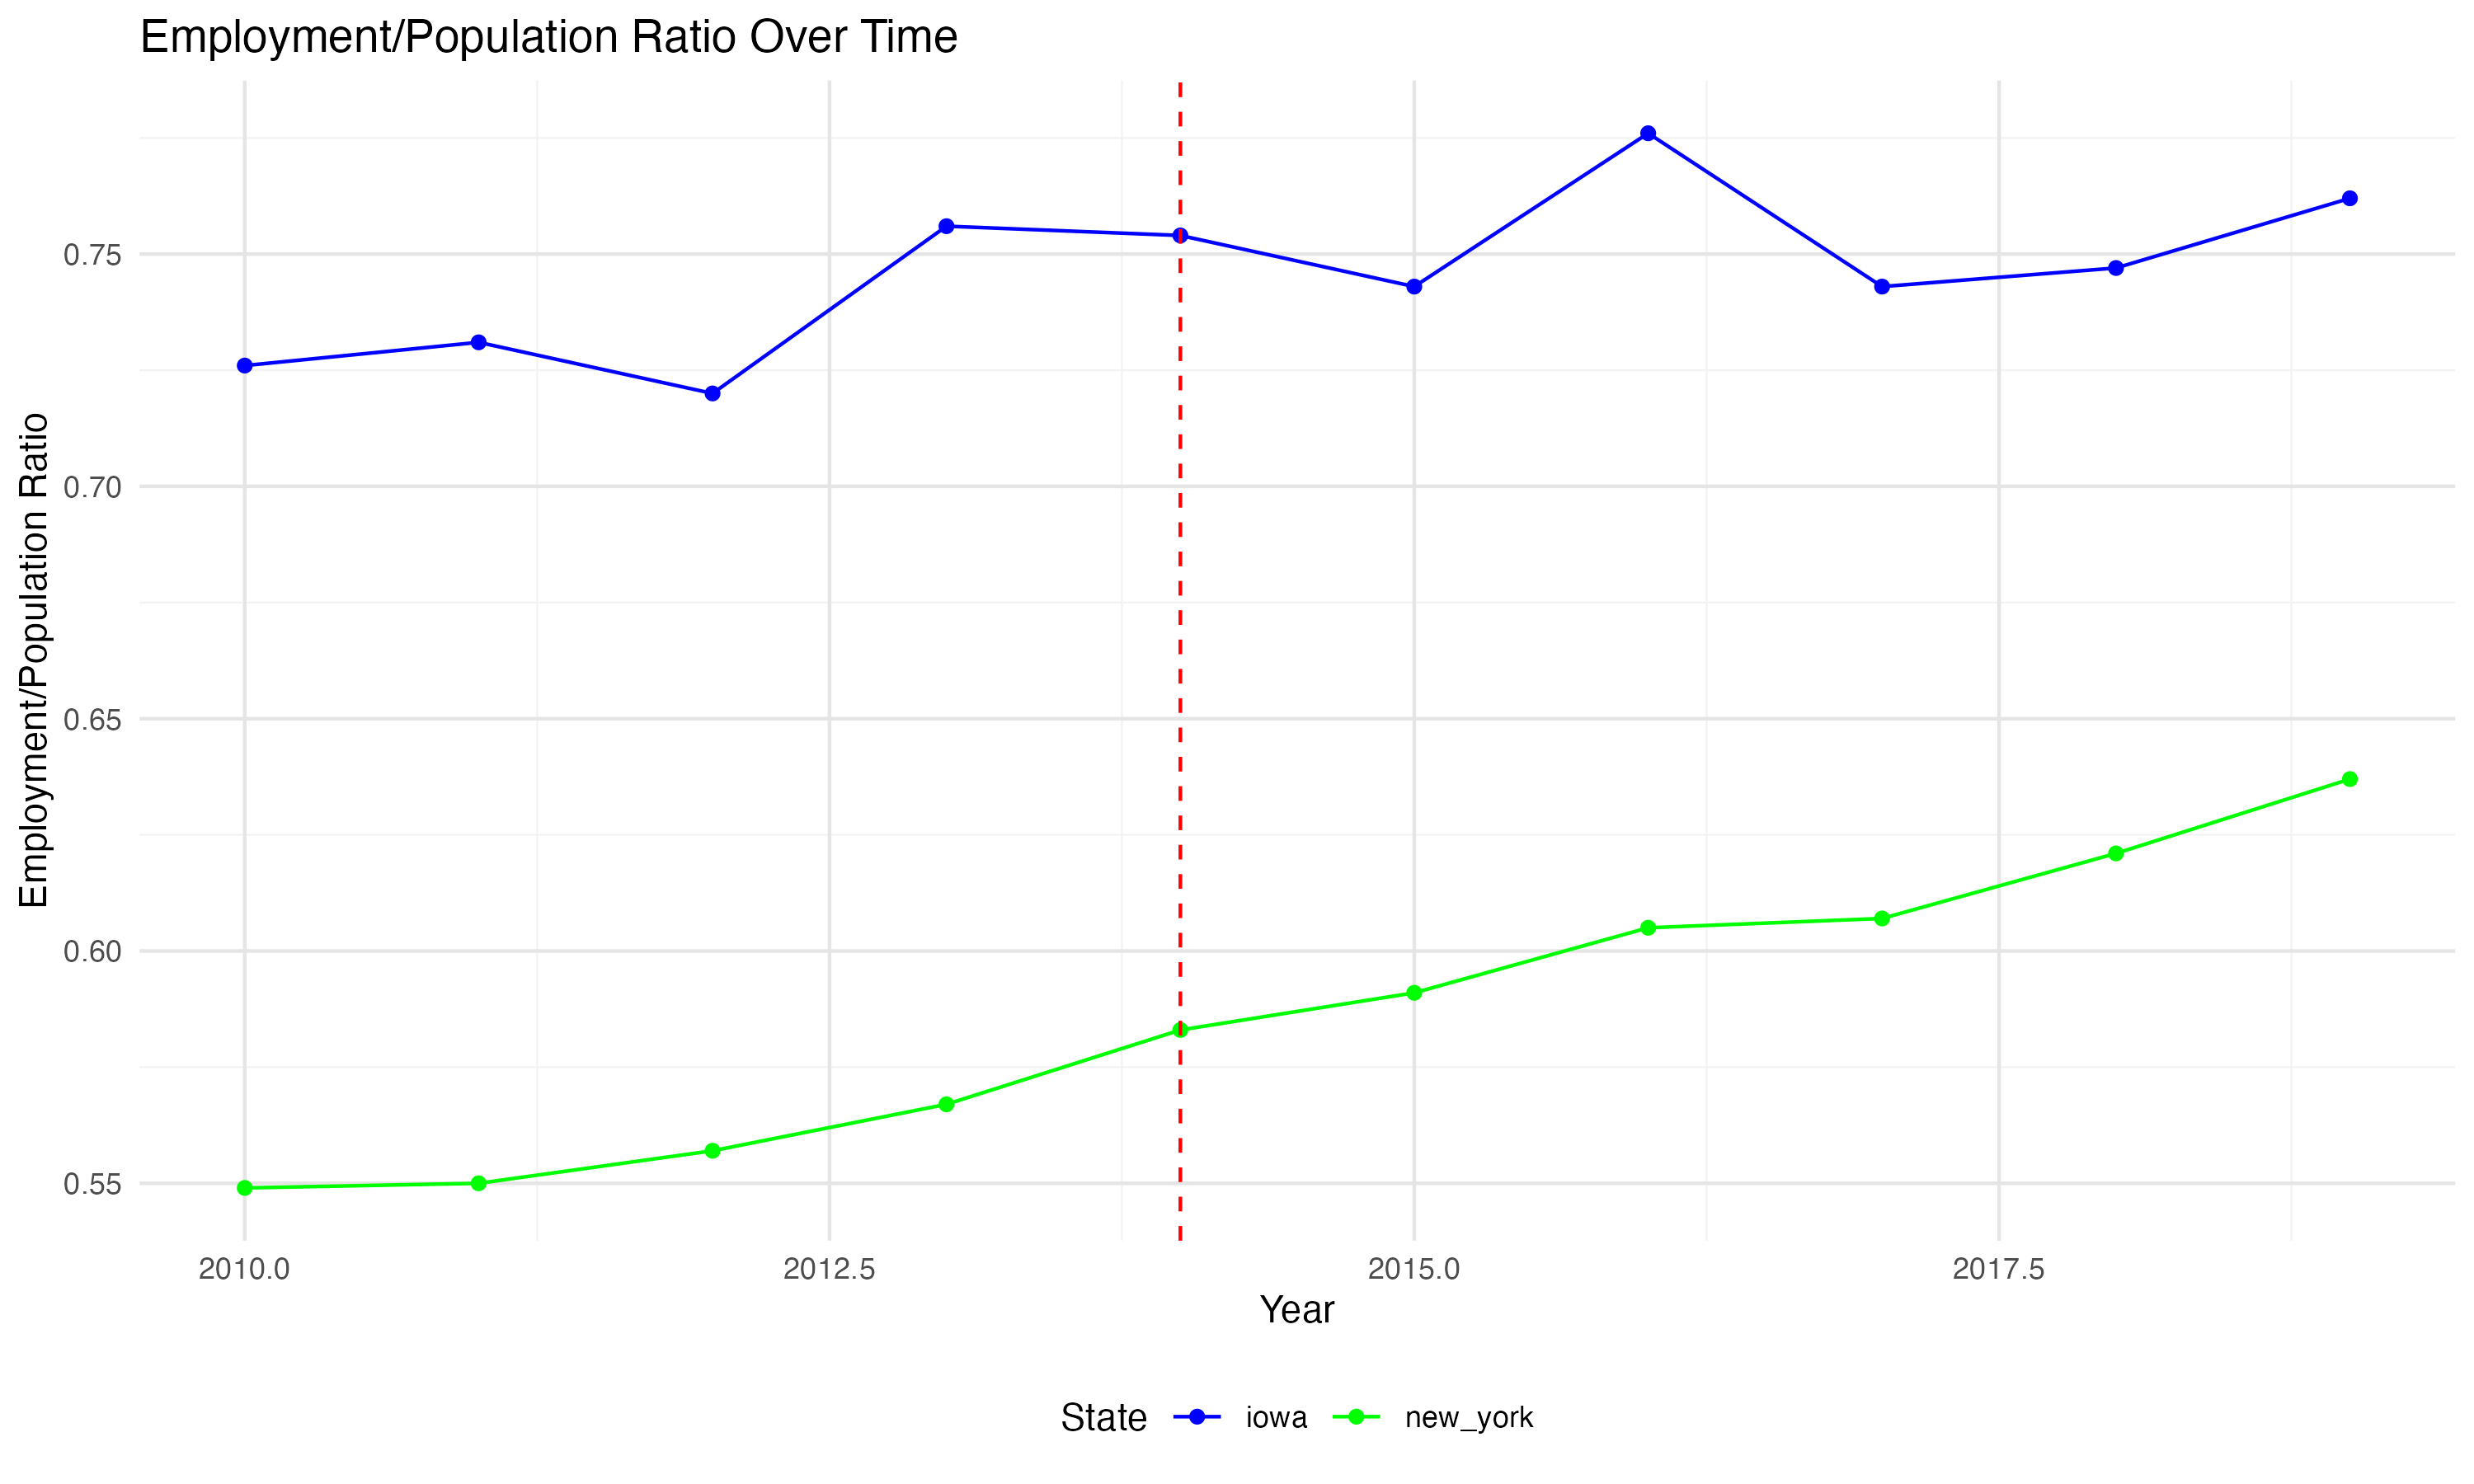 Employment/Population Ratio Over Time
Employment/Population Ratio
0.75
0.70
0.65
0.60
0.55
2010.0 2012.5 2015.0 2017.5
Year
State iowa new_york